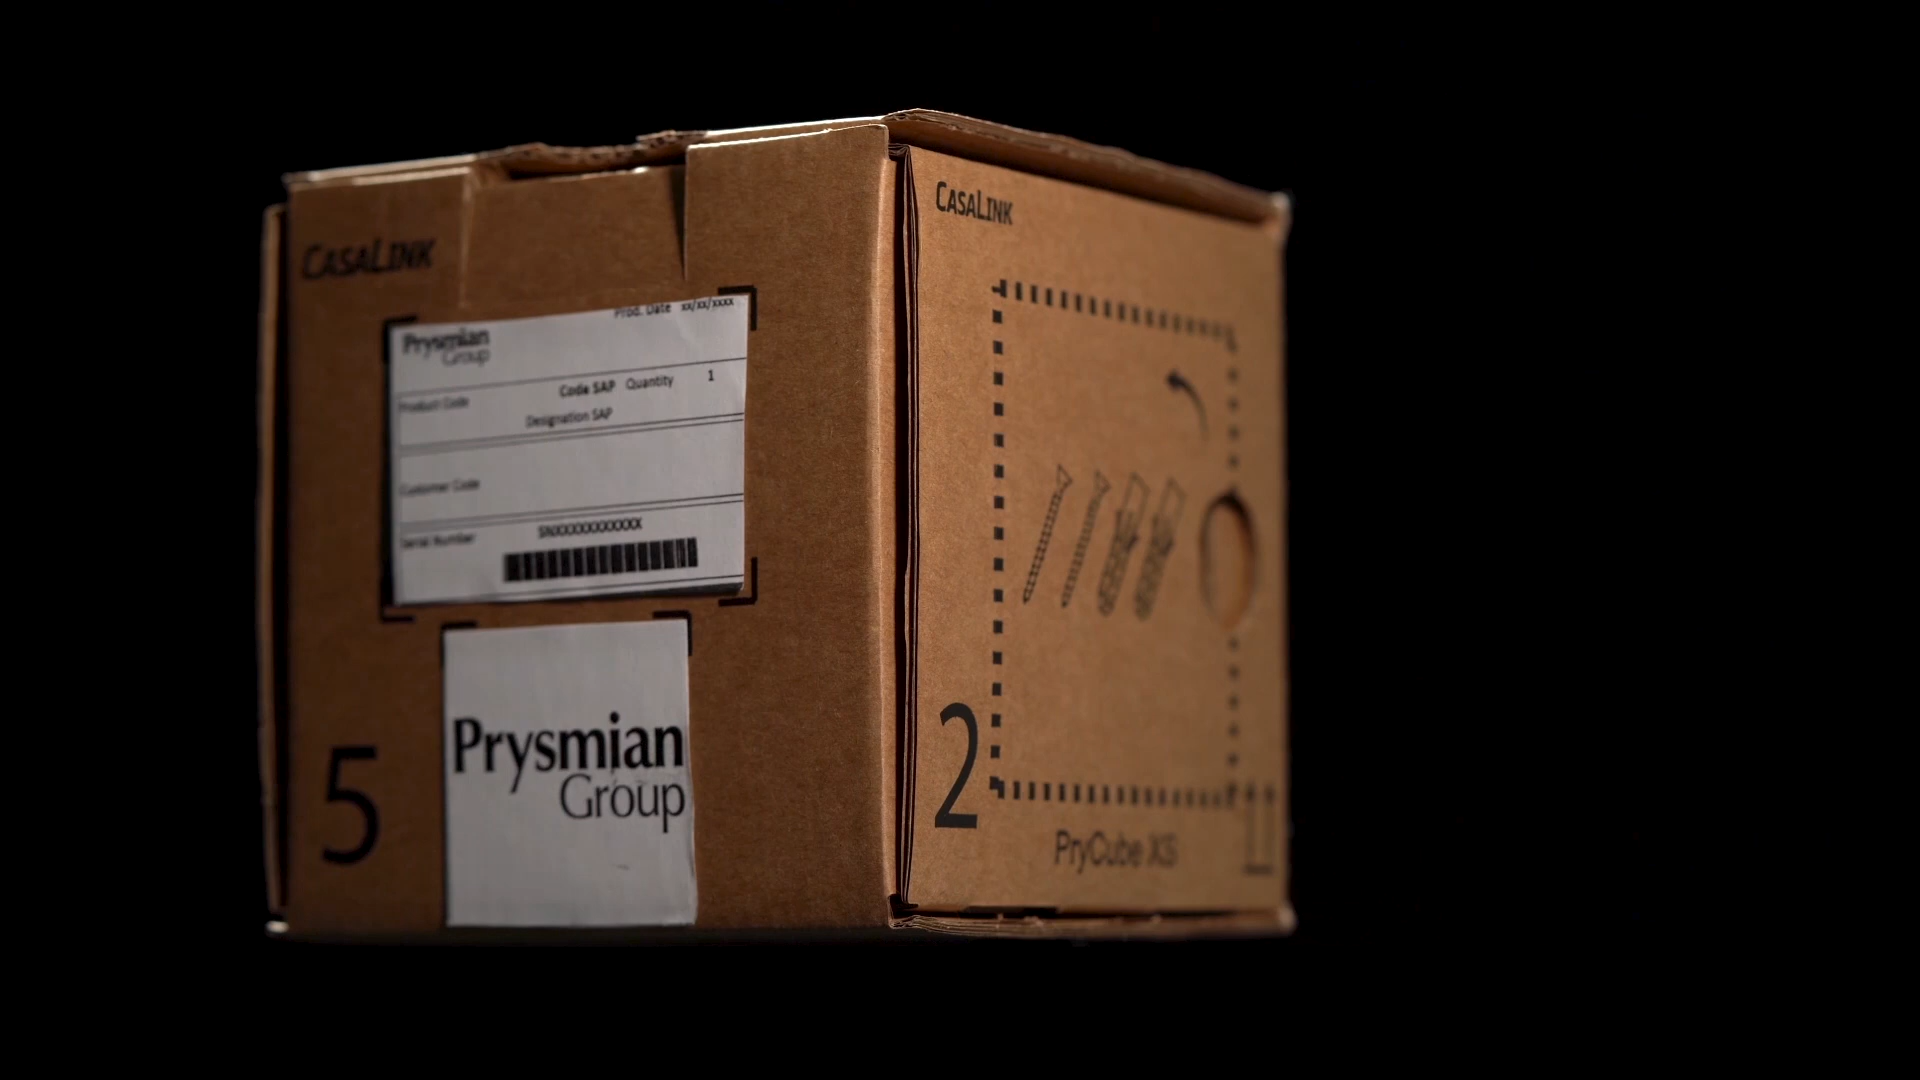 CASALINK
Prod. Date xx/xx/xxxx
Prysmian
Group
Code SAP Quantity 1
Product Code
Designation SAP
Customer Code
SNXXXXXXXXXXX
Serial Number
Prysmian
Group
5
CASALINK
2
PryCube XS